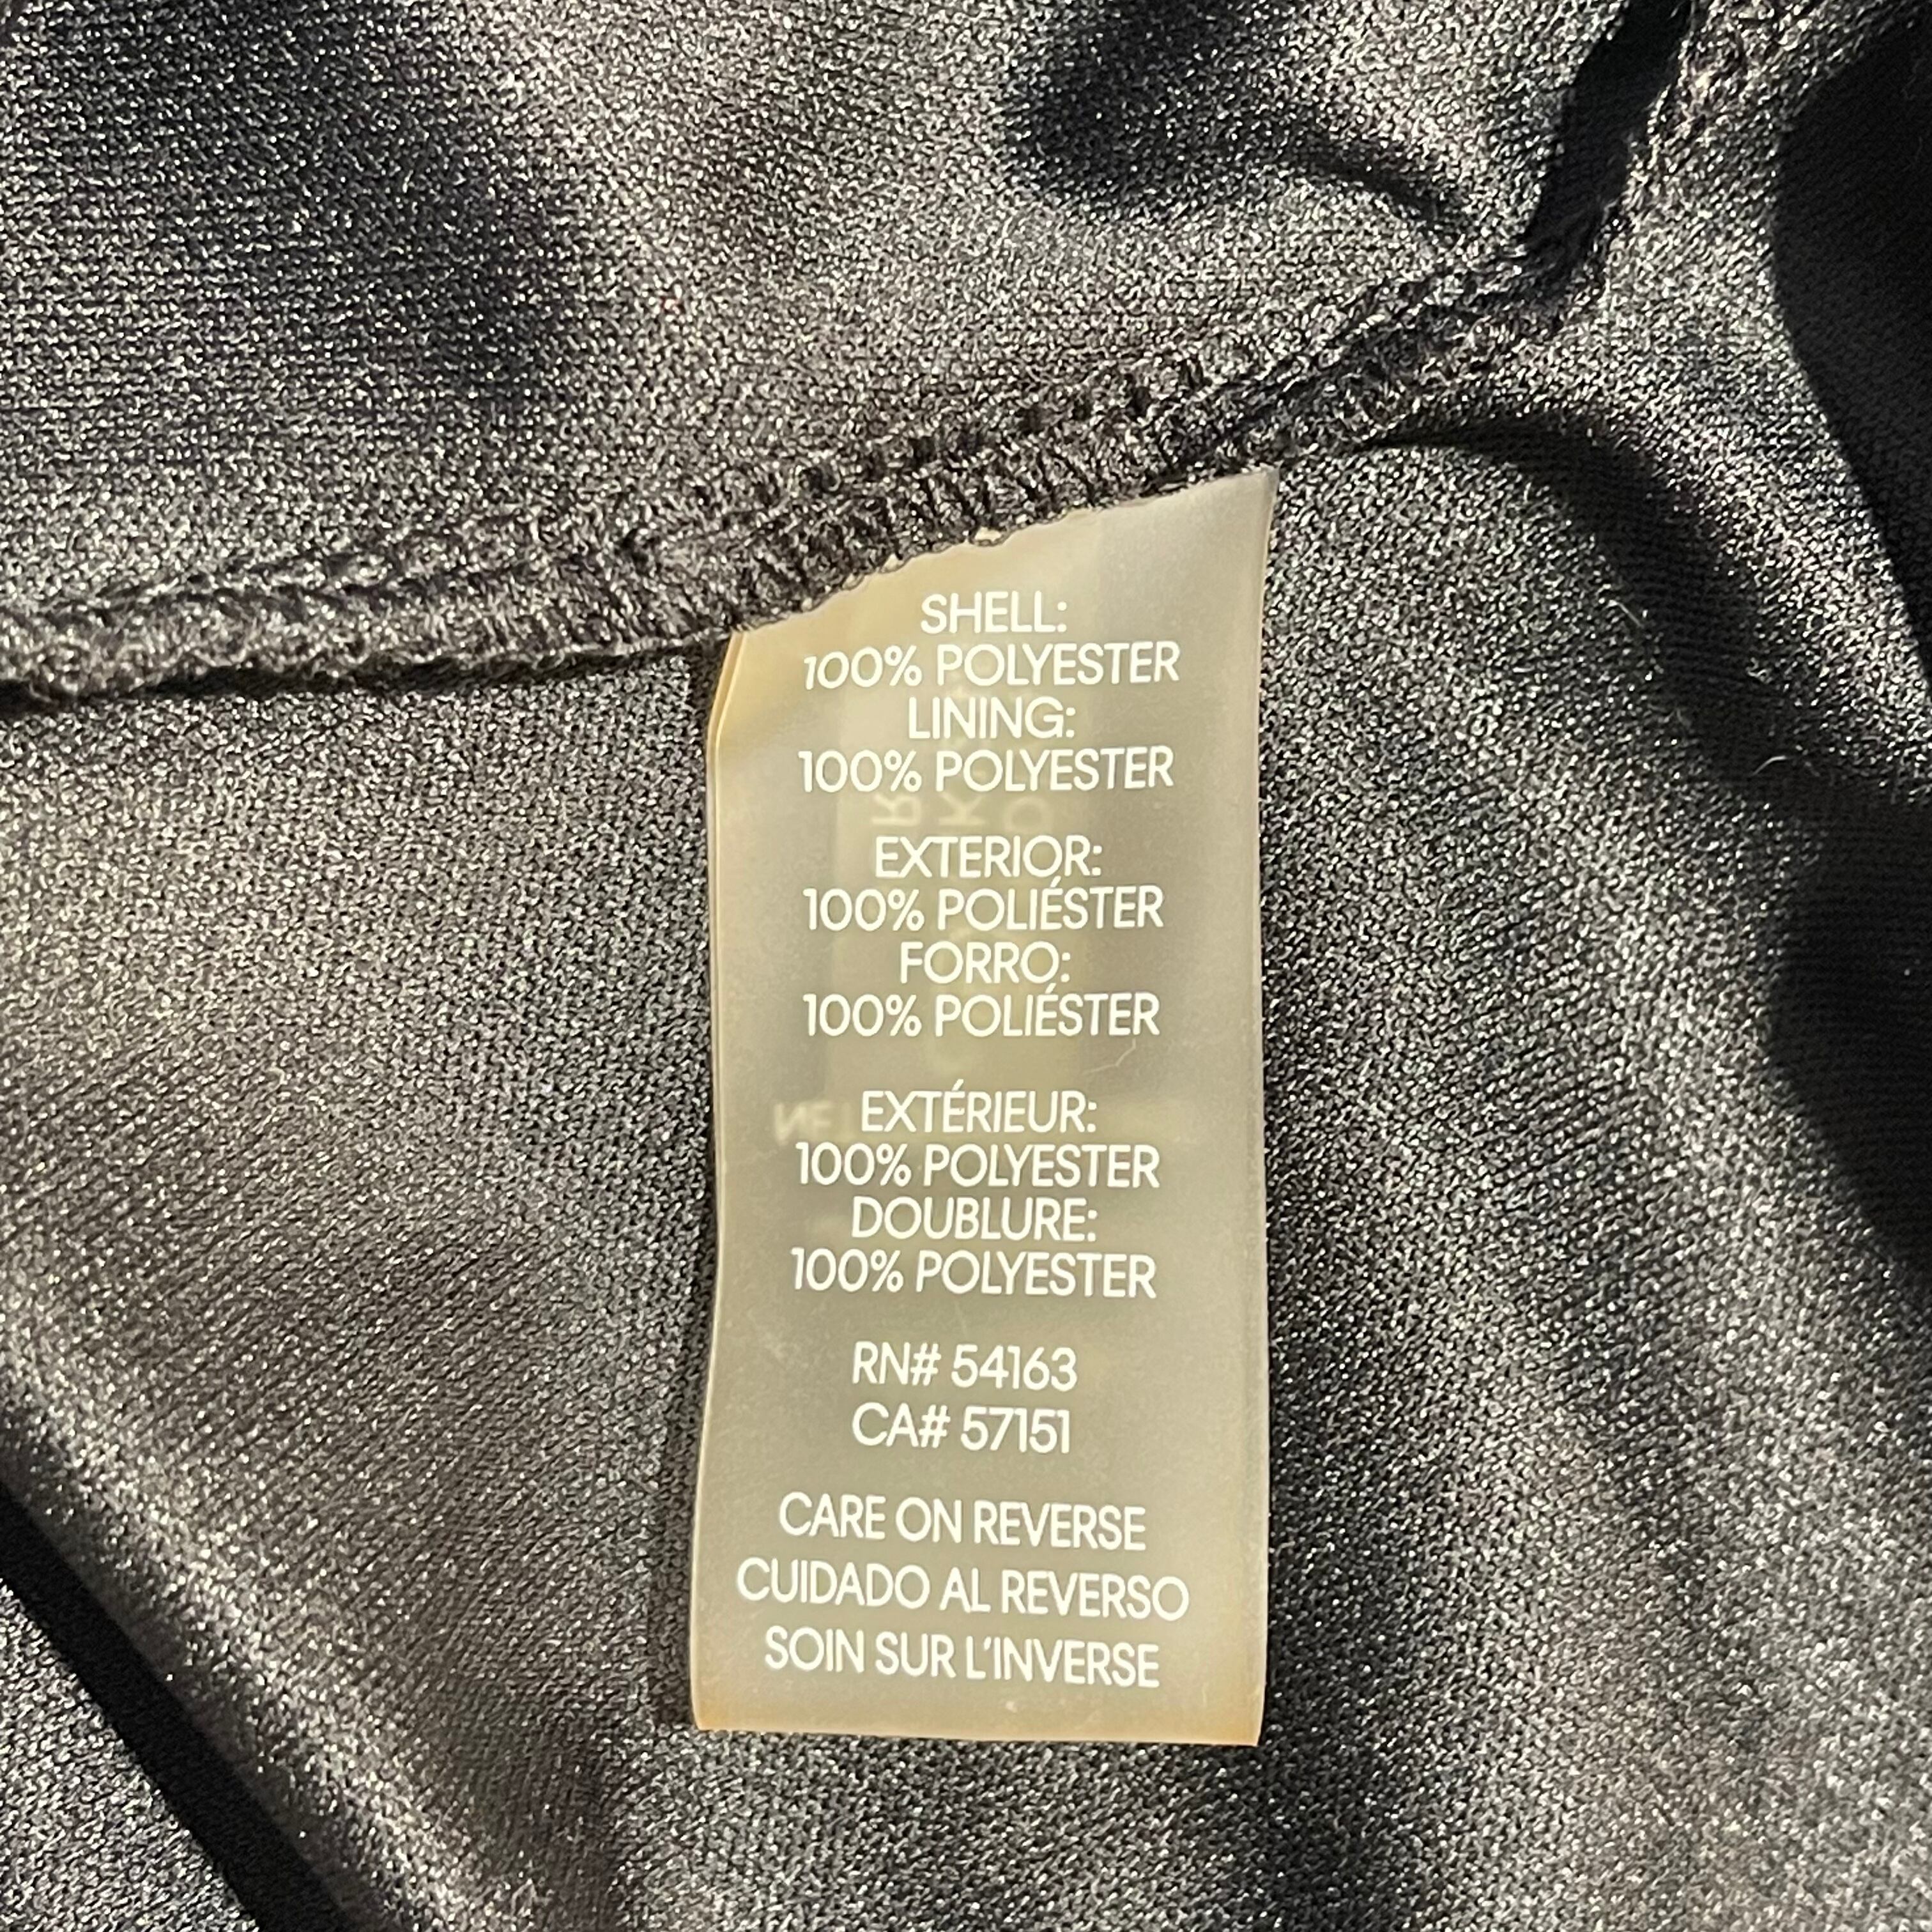 SHELL:
100% POLYESTER
LINING:
100% POLYESTER
EXTERIOR:
100% POLIÉSTER
FORRO:
100% POLIÉSTER
EXTÉRIEUR:
100% POLYESTER
DOUBLURE:
100% POLYESTER
RN# 54163
CA# 57151
CARE ON REVERSE
CUIDADO AL REVERSO
SOIN SUR L'INVERSE